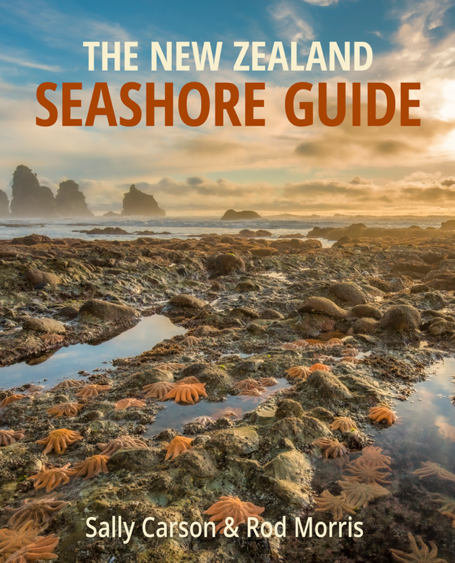 THE NEW ZEALAND
SEASHORE GUIDE
Sally Carson & Rod Morris